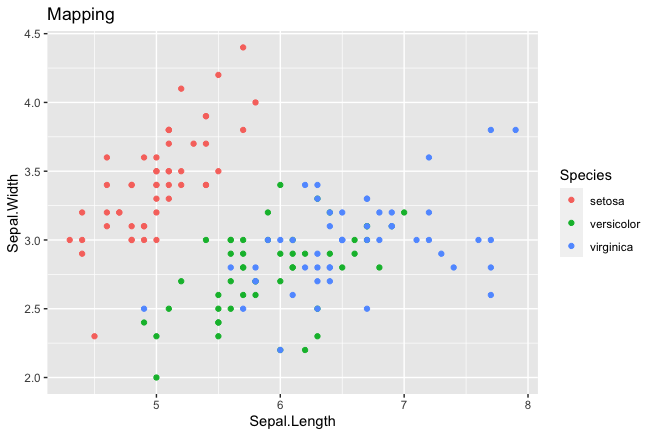 Mapping
4.5
4.0
3.5
3.0
2.5
2.0
Sepal.Width
5 6 7 8
Sepal.Length
Species
setosa
versicolor
virginica